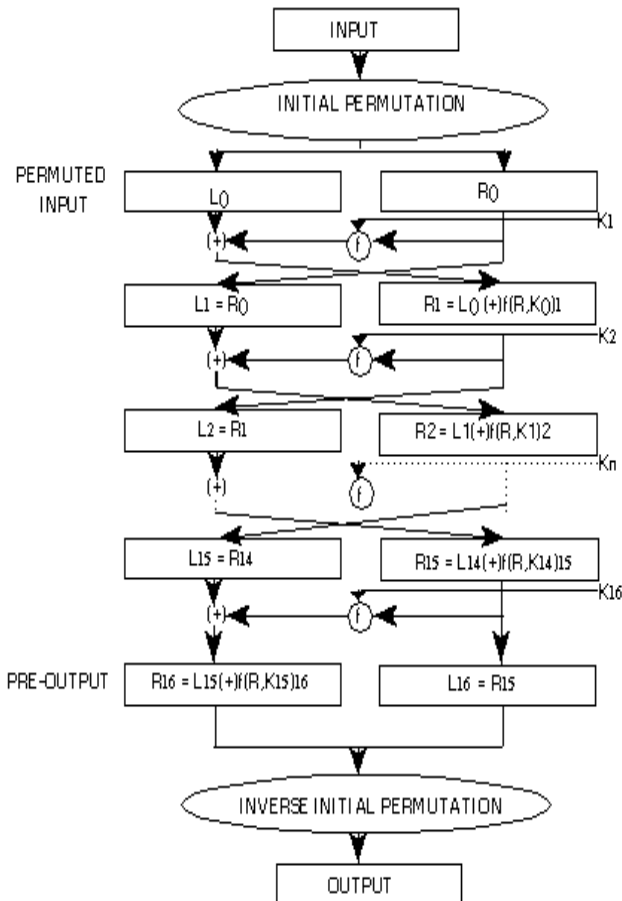 INPUT
INITIAL PERMUTATION
PERMUTED
INPUT
L0
R0
K1
(+)
f
L1 = R0
R1 = L0 (+)f(R,K0)1
K2
(+)
f
L2 = R1
R2 = L1(+)f(R,K1)2
Kn
(+)
f
L15 = R14
R15 = L14(+)f(R,K14)15
K16
(+)
f
PRE-OUTPUT
R16 = L15(+)f(R,K15)16
L16 = R15
INVERSE INITIAL PERMUTATION
OUTPUT